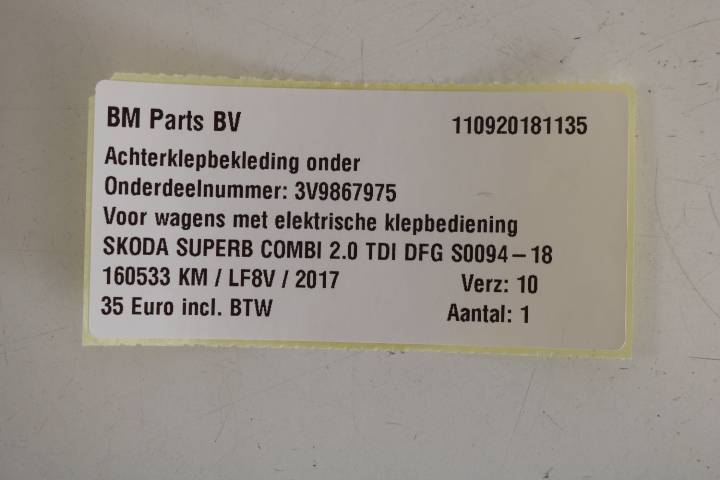 BM Parts BV 110920181135
Achterklepbekleding onder
Onderdeelnummer: 3V9867975
Voor wagens met elektrische klepbediening
SKODA SUPERB COMBI 2.0 TDI DFG S0094-18
160533 KM / LF8V / 2017 Verz: 10
35 Euro incl. BTW Aantal: 1